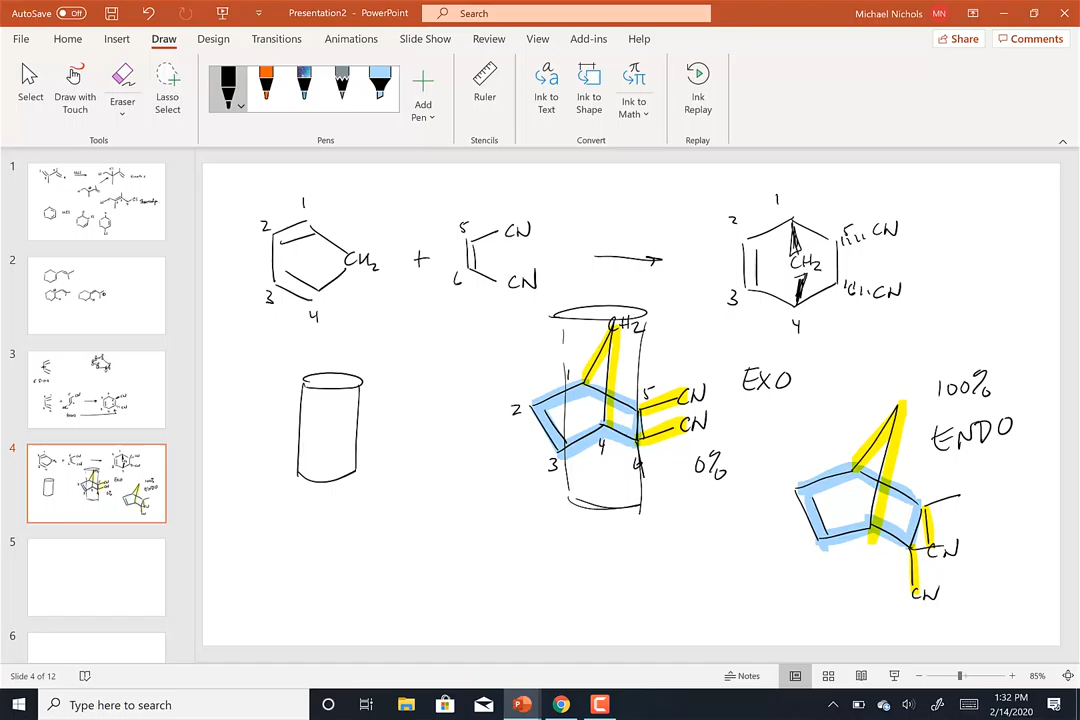 AutoSave Off
Presentation2 - PowerPoint
Search
Michael Nichols MN
File Home Insert Draw Design Transitions Animations Slide Show Review View Add-ins Help
Share Comments
Select
Draw with Touch
Eraser
Lasso Select
Add Pen
Ruler
Ink to Text
Ink to Shape
Ink to Math
Ink Replay
Tools
Pens
Stencils
Convert
Replay
1
2
3
4
5
6
1
2
3
4
CH2
+
5
6
CN
CN
1
2
3
4
5
CH2
CN
CN
CH2
1
2
3
4
5
CN
CN
EXO
0%
100%
ENDO
CN
CN
Slide 4 of 12
Notes
85%
Type here to search
1:32 PM
2/14/2020